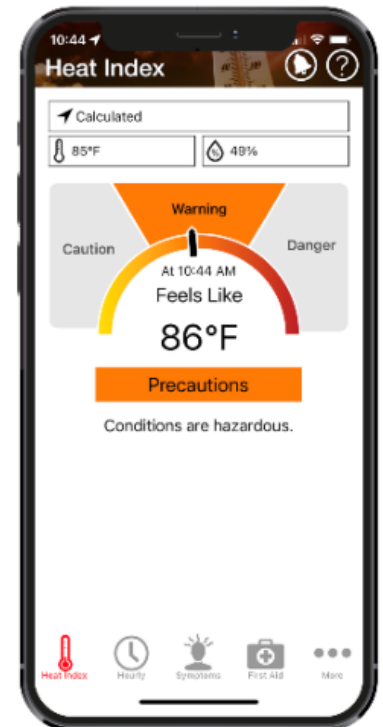 10:44
Heat Index
?
Calculated
85°F
49%
Warning
Caution
Danger
At 10:44 AM
Feels Like
86°F
Precautions
Conditions are hazardous.
Heat Index
Hourly
Symptoms
First Aid
More